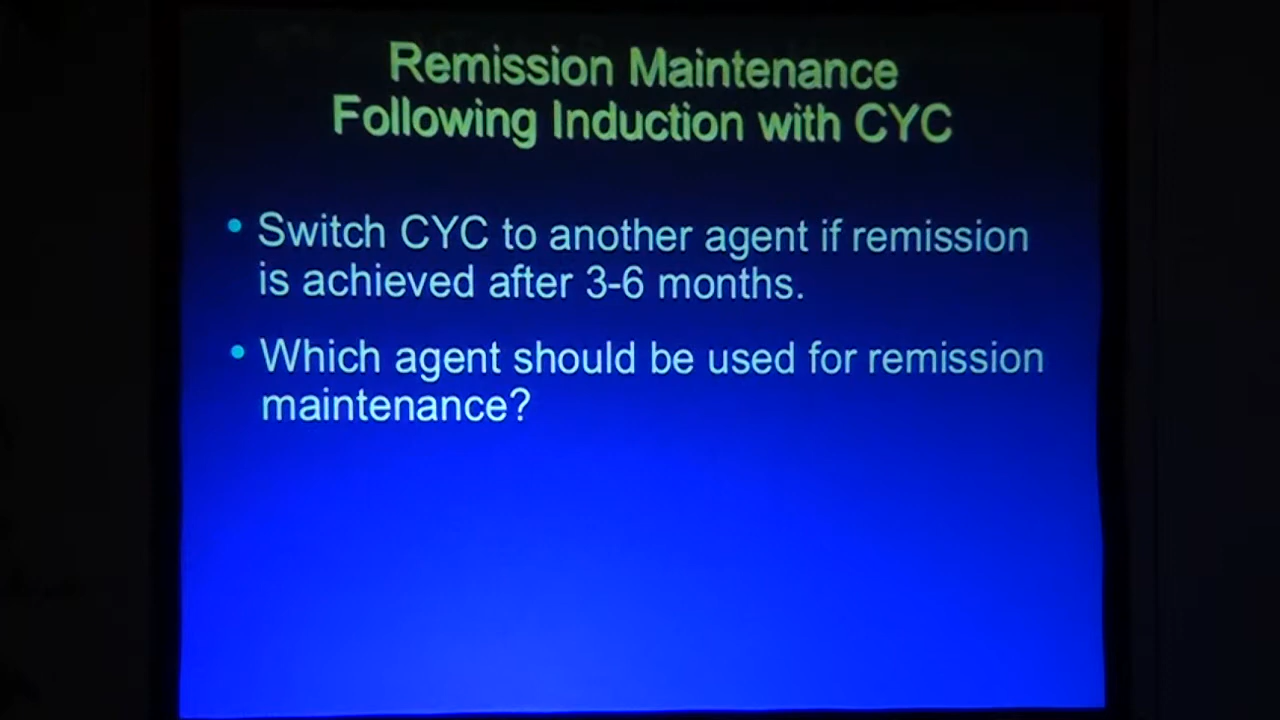 Remission Maintenance
Following Induction with CYC
• Switch CYC to another agent if remission
is achieved after 3-6 months.
• Which agent should be used for remission
maintenance?